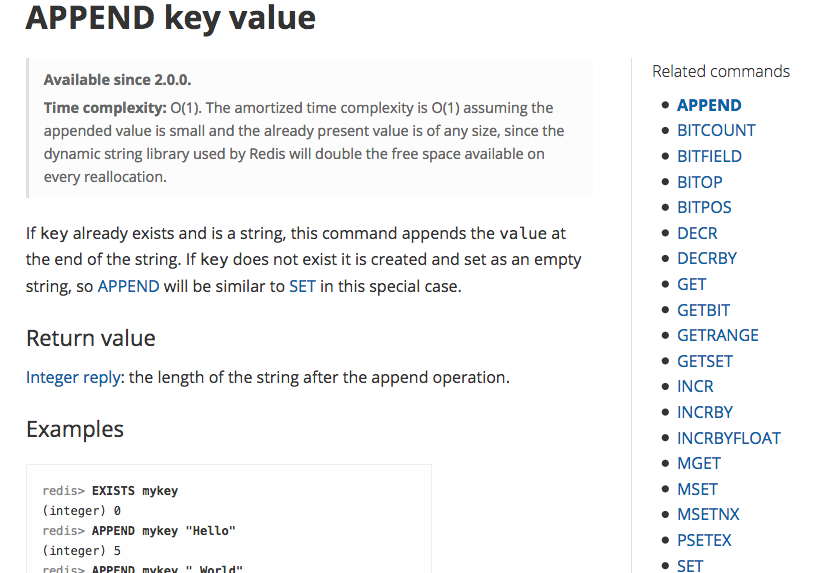 APPEND key value
Available since 2.0.0.
Time complexity: O(1). The amortized time complexity is O(1) assuming the
appended value is small and the already present value is of any size, since the
dynamic string library used by Redis will double the free space available on
every reallocation.
If key already exists and is a string, this command appends the value at
the end of the string. If key does not exist it is created and set as an empty
string, so APPEND will be similar to SET in this special case.
Return value
Integer reply: the length of the string after the append operation.
Examples
redis> EXISTS mykey
(integer) 0
redis> APPEND mykey "Hello"
(integer) 5
redis> APPEND mykey " World"
Related commands
APPEND
BITCOUNT
BITFIELD
BITOP
BITPOS
DECR
DECRBY
GET
GETBIT
GETRANGE
GETSET
INCR
INCRBY
INCRBYFLOAT
MGET
MSET
MSETNX
PSETEX
SET